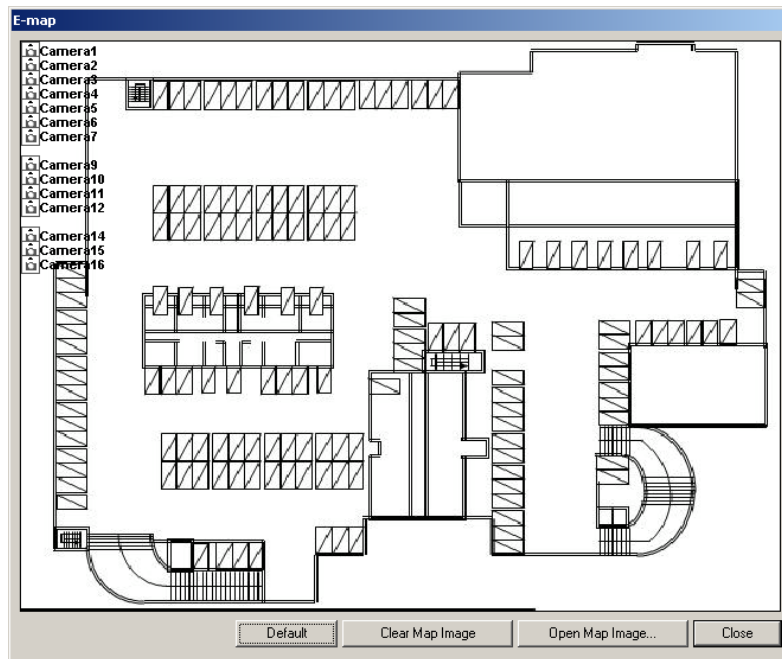 E-map
Camera1
Camera2
Camera3
Camera4
Camera5
Camera6
Camera7
Camera9
Camera10
Camera11
Camera12
Camera14
Camera15
Camera16
Default
Clear Map Image
Open Map Image...
Close